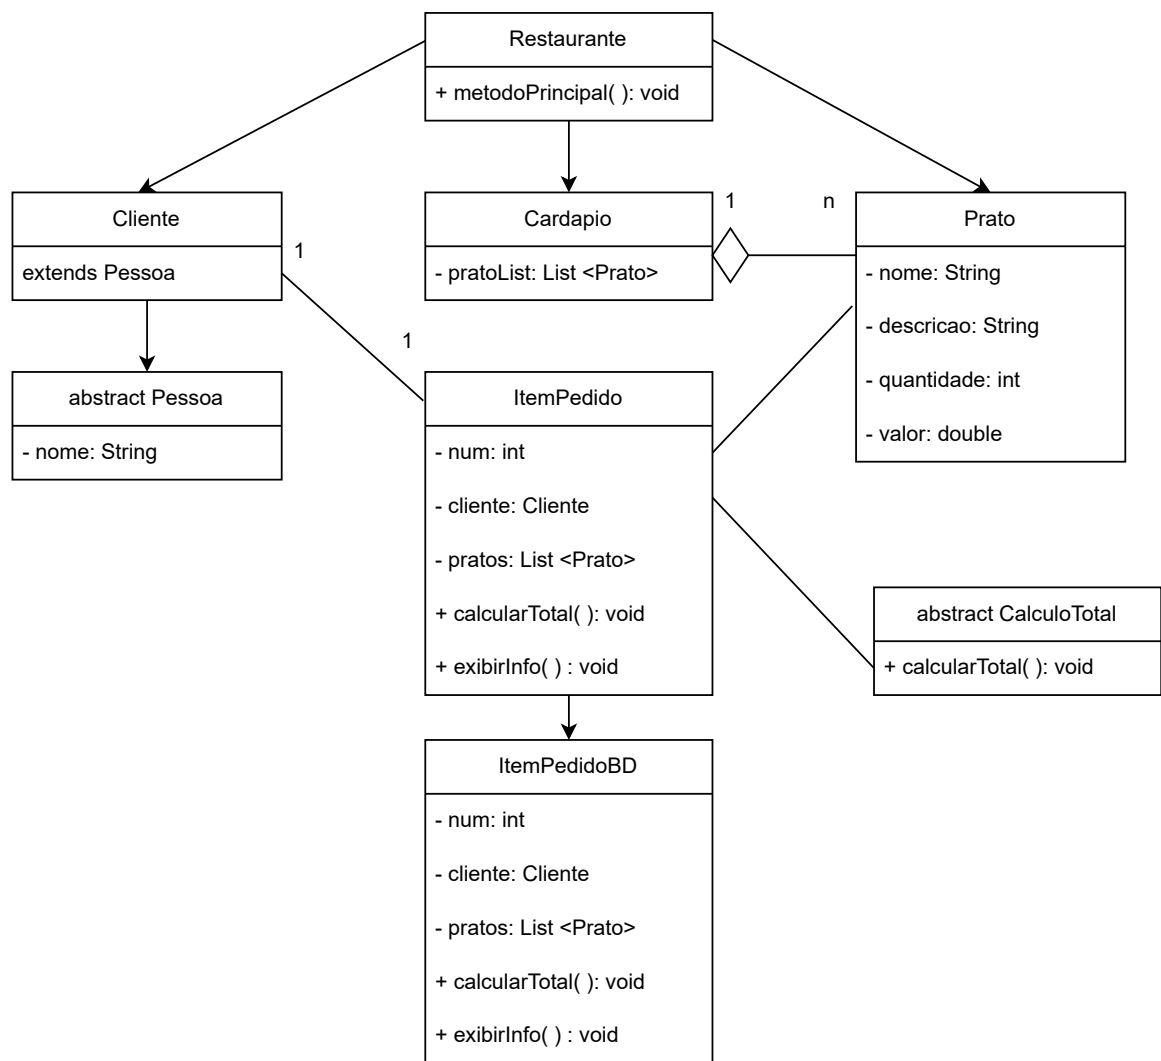 Restaurante
+ metodoPrincipal( ): void
Cliente
extends Pessoa
1
Cardapio
- pratoList: List <Prato>
1
n
Prato
- nome: String
- descricao: String
- quantidade: int
- valor: double
abstract Pessoa
- nome: String
1
ItemPedido
- num: int
- cliente: Cliente
- pratos: List <Prato>
+ calcularTotal( ): void
+ exibirInfo( ) : void
abstract CalculoTotal
+ calcularTotal( ): void
ItemPedidoBD
- num: int
- cliente: Cliente
- pratos: List <Prato>
+ calcularTotal( ): void
+ exibirInfo( ) : void